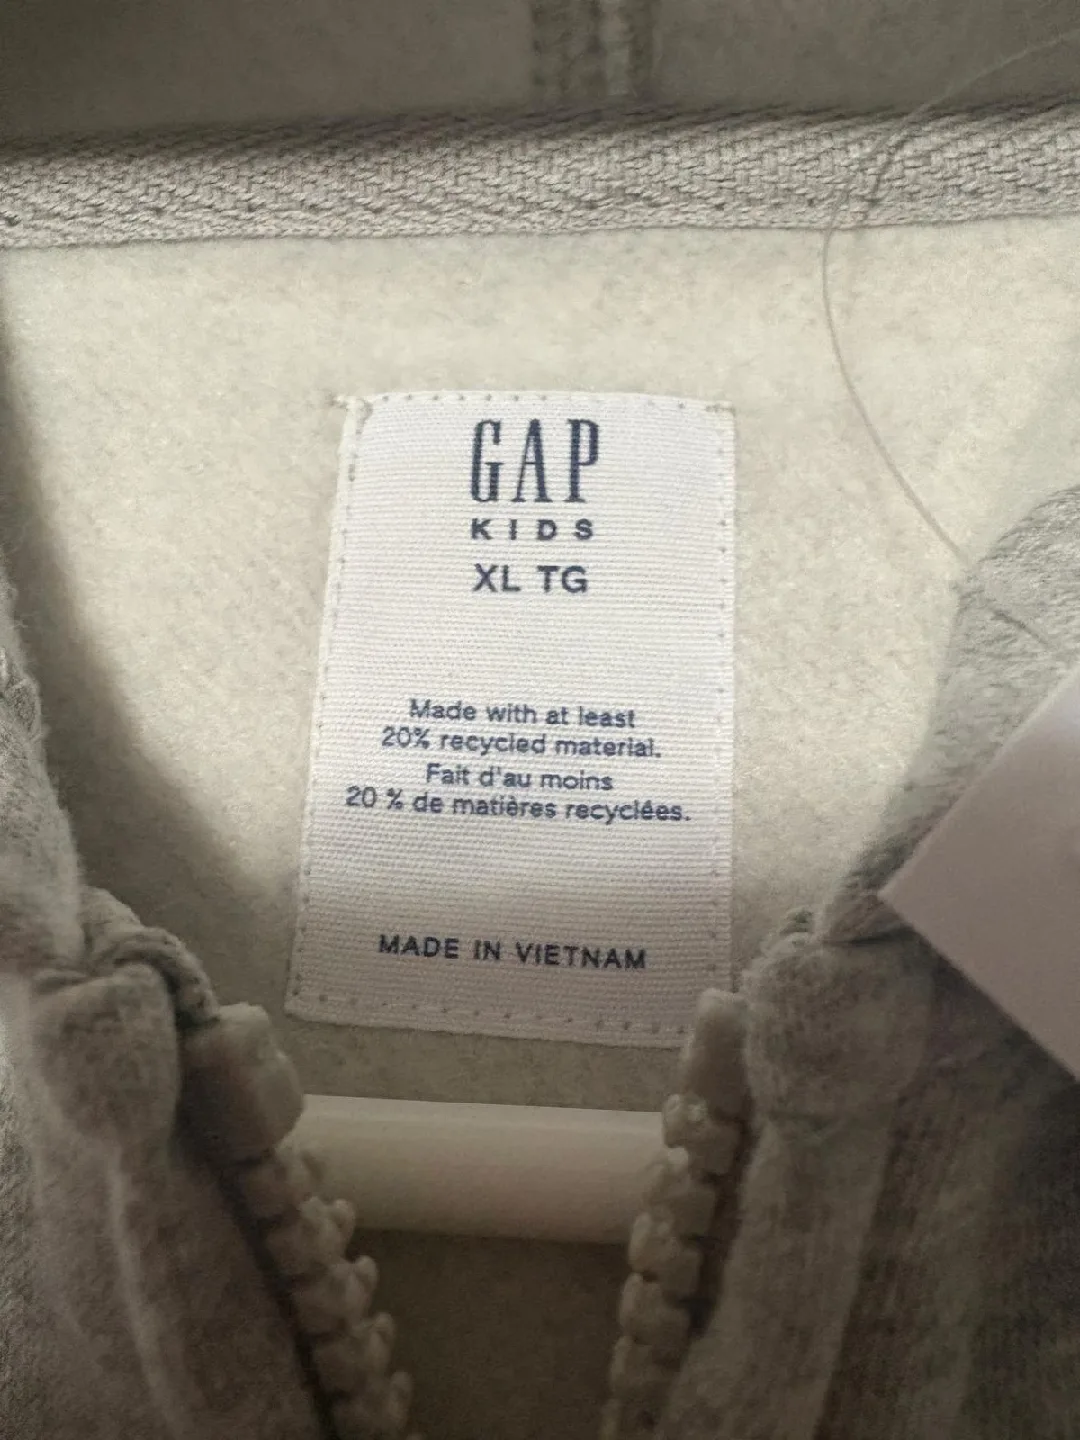 GAP
KIDS
XL TG
Made with at least
20% recycled material.
Fait d'au moins
20 % de matières recyclées.
MADE IN VIETNAM